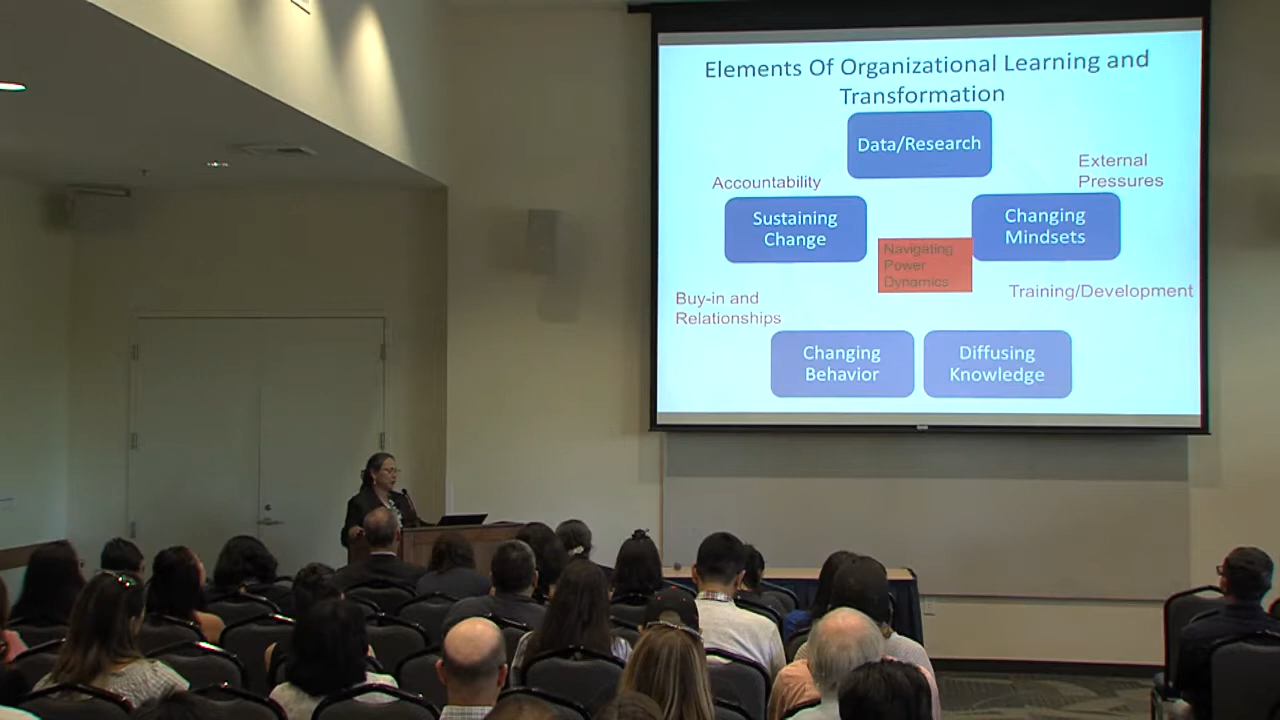 Elements Of Organizational Learning and
Transformation
Data/Research
Accountability
External
Pressures
Sustaining
Change
Changing
Mindsets
Navigating
Power
Dynamics
Buy-in and
Relationships
Training/Development
Changing
Behavior
Diffusing
Knowledge